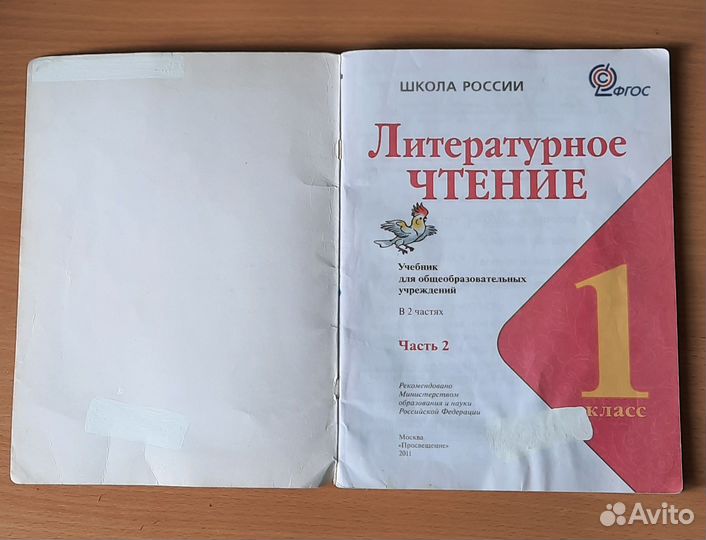 ШКОЛА РОССИИ
ФГОС
Литературное
ЧТЕНИЕ
Учебник
для общеобразовательных
учреждений
В 2 частях
Часть 2
1
класс
Рекомендовано
Министерством
образования и науки
Российской Федерации
Москва
«Просвещение»
2011
Avito